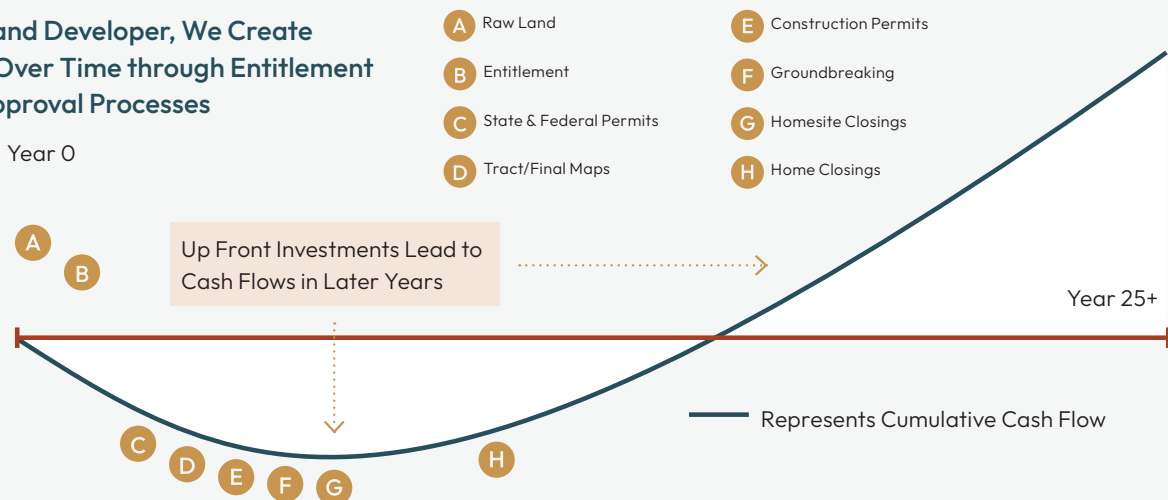 and Developer, We Create
Over Time through Entitlement
pproval Processes
Year 0
A Raw Land
B Entitlement
C State & Federal Permits
D Tract/Final Maps
E Construction Permits
F Groundbreaking
G Homesite Closings
H Home Closings
A
B
Up Front Investments Lead to
Cash Flows in Later Years
Year 25+
Represents Cumulative Cash Flow
C
D
E
F
G
H